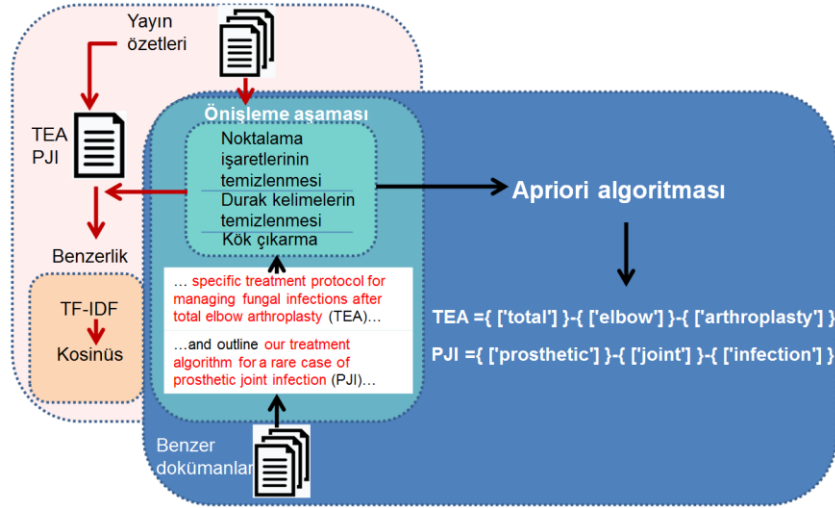 Yayın
özetleri
TEA
PJI
Benzerlik
TF-IDF
Kosinüs
Önişleme aşaması
Noktalama
işaretlerinin
temizlenmesi
Durak kelimelerin
temizlenmesi
Kök çıkarma
… specific treatment protocol for
managing fungal infections after
total elbow arthroplasty (TEA)…
…and outline our treatment
algorithm for a rare case of
prosthetic joint infection (PJI)…
Benzer
dokümanlar
Apriori algoritması
TEA ={ ['total'] }-{ ['elbow'] }-{ ['arthroplasty'] }
PJI ={ ['prosthetic'] }-{ ['joint'] }-{ ['infection'] }